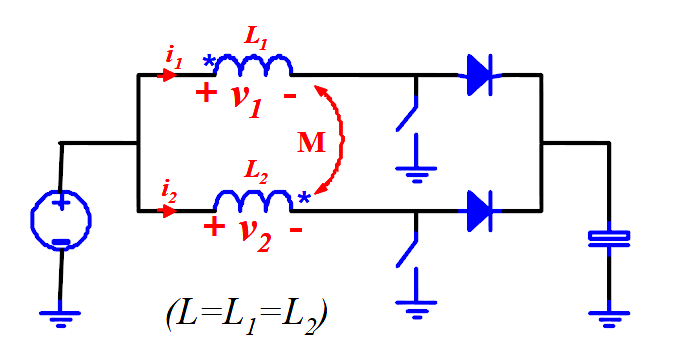 L1
i1 *
+ v1 -
M
L2
i2 *
+ v2 -
+
-
(L=L1=L2)